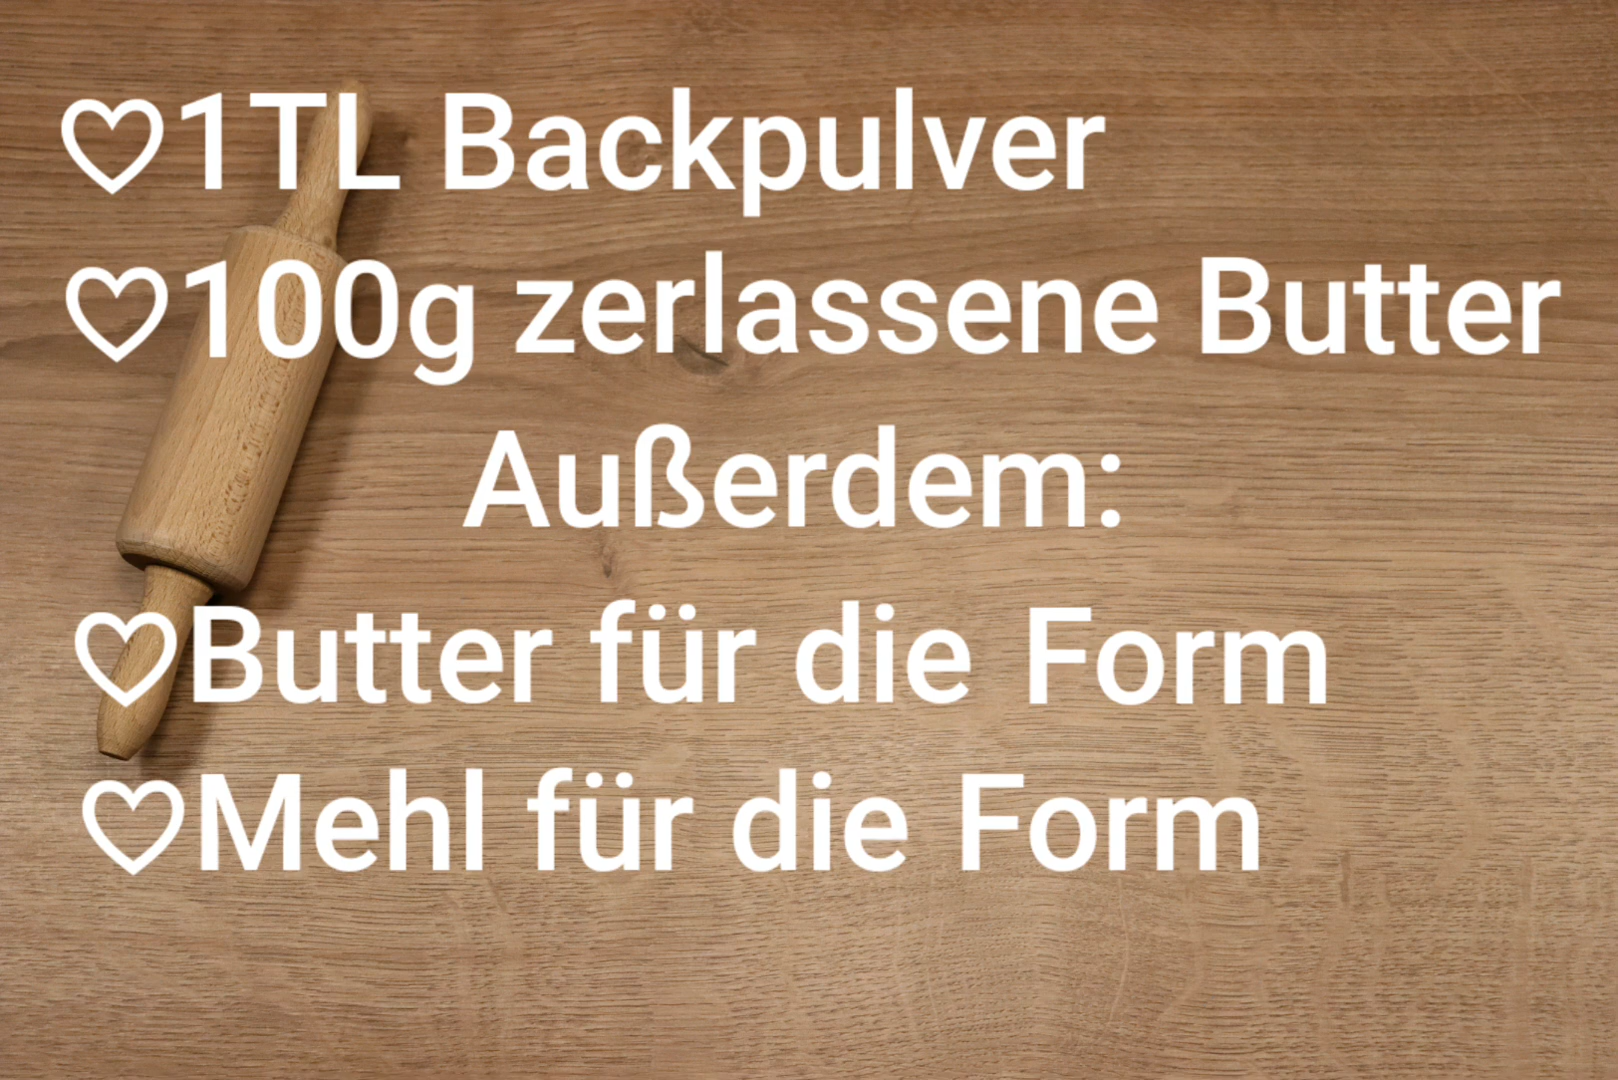 ♡1TL Backpulver
♡100g zerlassene Butter
Außerdem:
♡Butter für die Form
♡Mehl für die Form